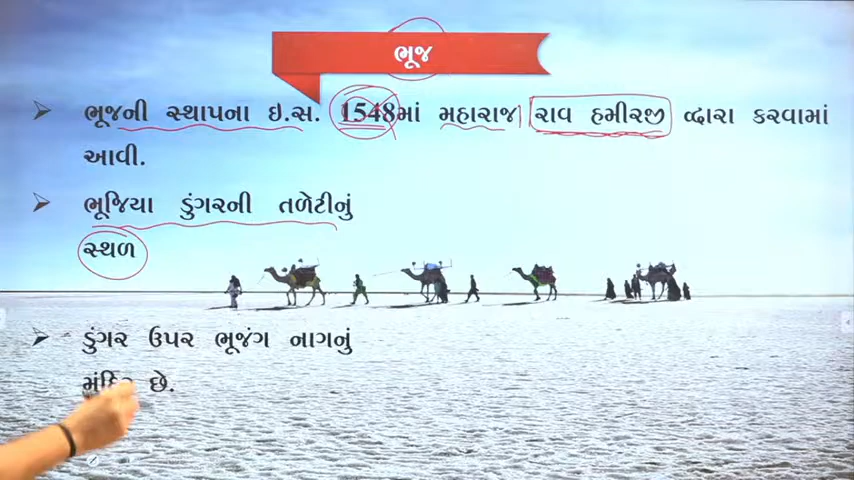 ભૂજ
ભૂજની સ્થાપના ઇ.સ. 1548માં મહારાજ રાવ હમીરજી દ્વારા કરવામાં
આવી.
ભૂજિયા ડુંગરની તળેટીનું
સ્થળ
ડુંગર ઉપર ભૂજંગ નાગનું
છે.